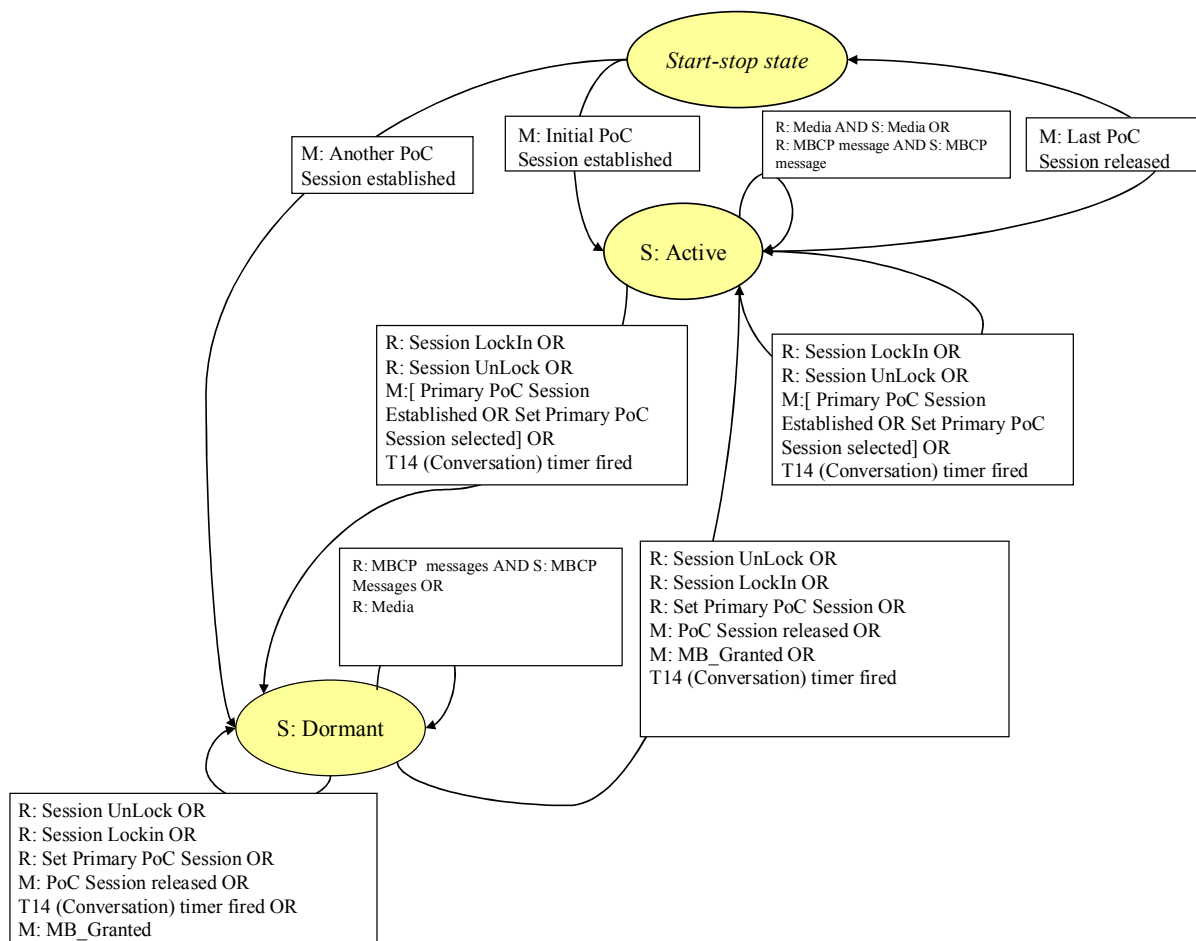 Start-stop state
M: Another PoC
Session established
M: Initial PoC
Session established
R: Media AND S: Media OR
R: MBCP message AND S: MBCP
message
M: Last PoC
Session released
S: Active
R: Session LockIn OR
R: Session UnLock OR
M:[ Primary PoC Session
Established OR Set Primary PoC
Session selected] OR
T14 (Conversation) timer fired
R: Session LockIn OR
R: Session UnLock OR
M:[ Primary PoC Session
Established OR Set Primary PoC
Session selected] OR
T14 (Conversation) timer fired
R: MBCP messages AND S: MBCP
Messages OR
R: Media
R: Session UnLock OR
R: Session LockIn OR
R: Set Primary PoC Session OR
M: PoC Session released OR
M: MB_Granted OR
T14 (Conversation) timer fired
S: Dormant
R: Session UnLock OR
R: Session Lockin OR
R: Set Primary PoC Session OR
M: PoC Session released OR
T14 (Conversation) timer fired OR
M: MB_Granted